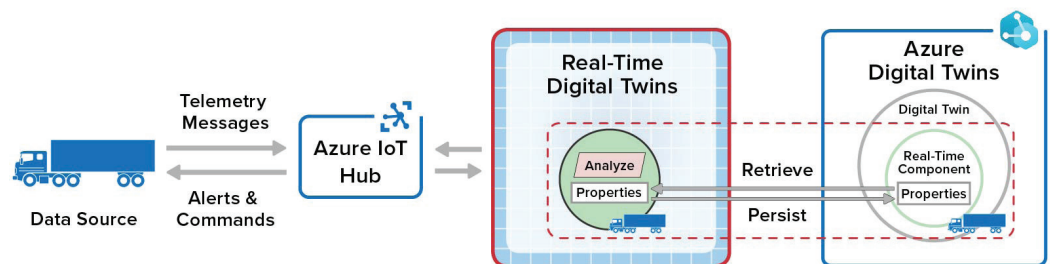 Data Source
Telemetry
Messages
Alerts &
Commands
Azure IoT
Hub
Real-Time
Digital Twins
Analyze
Properties
Retrieve
Persist
Azure
Digital Twins
Digital Twin
Real-Time
Component
Properties